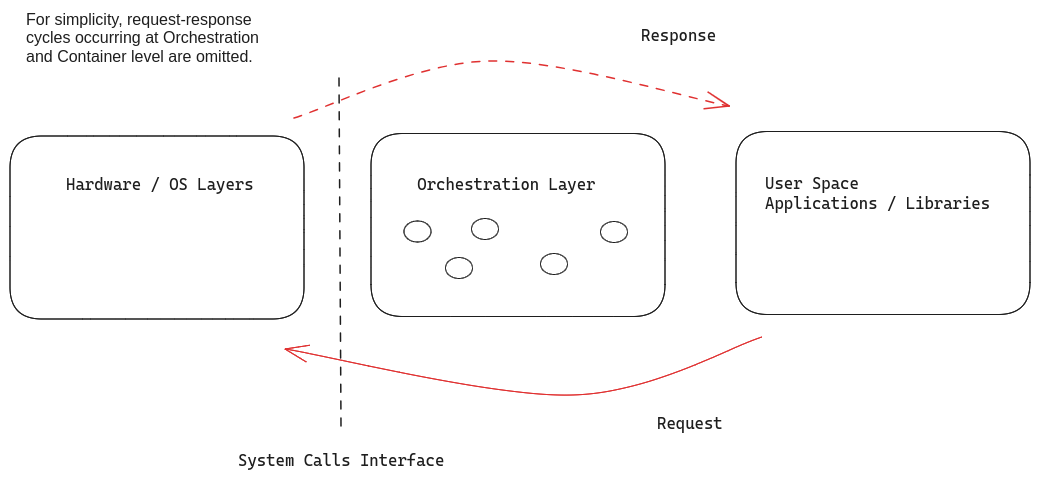 For simplicity, request-response
cycles occurring at Orchestration
and Container level are omitted.
Response
Hardware / OS Layers
Orchestration Layer
User Space
Applications / Libraries
Request
System Calls Interface